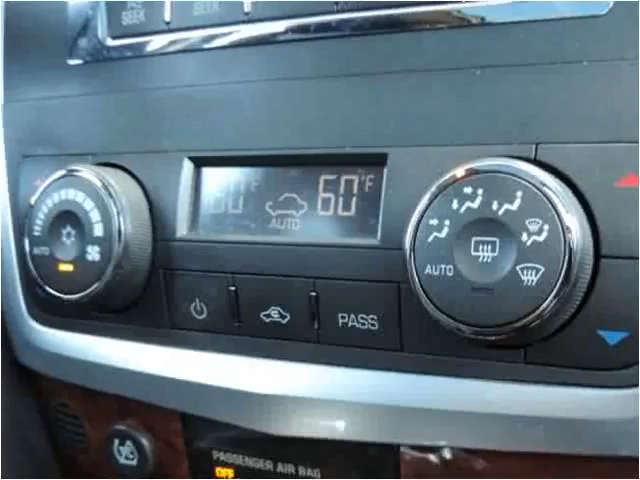 SEEK
SEEK
60°F 60°F
AUTO
AUTO
AUTO
PASS
PASSENGER AIR BAG
OFF